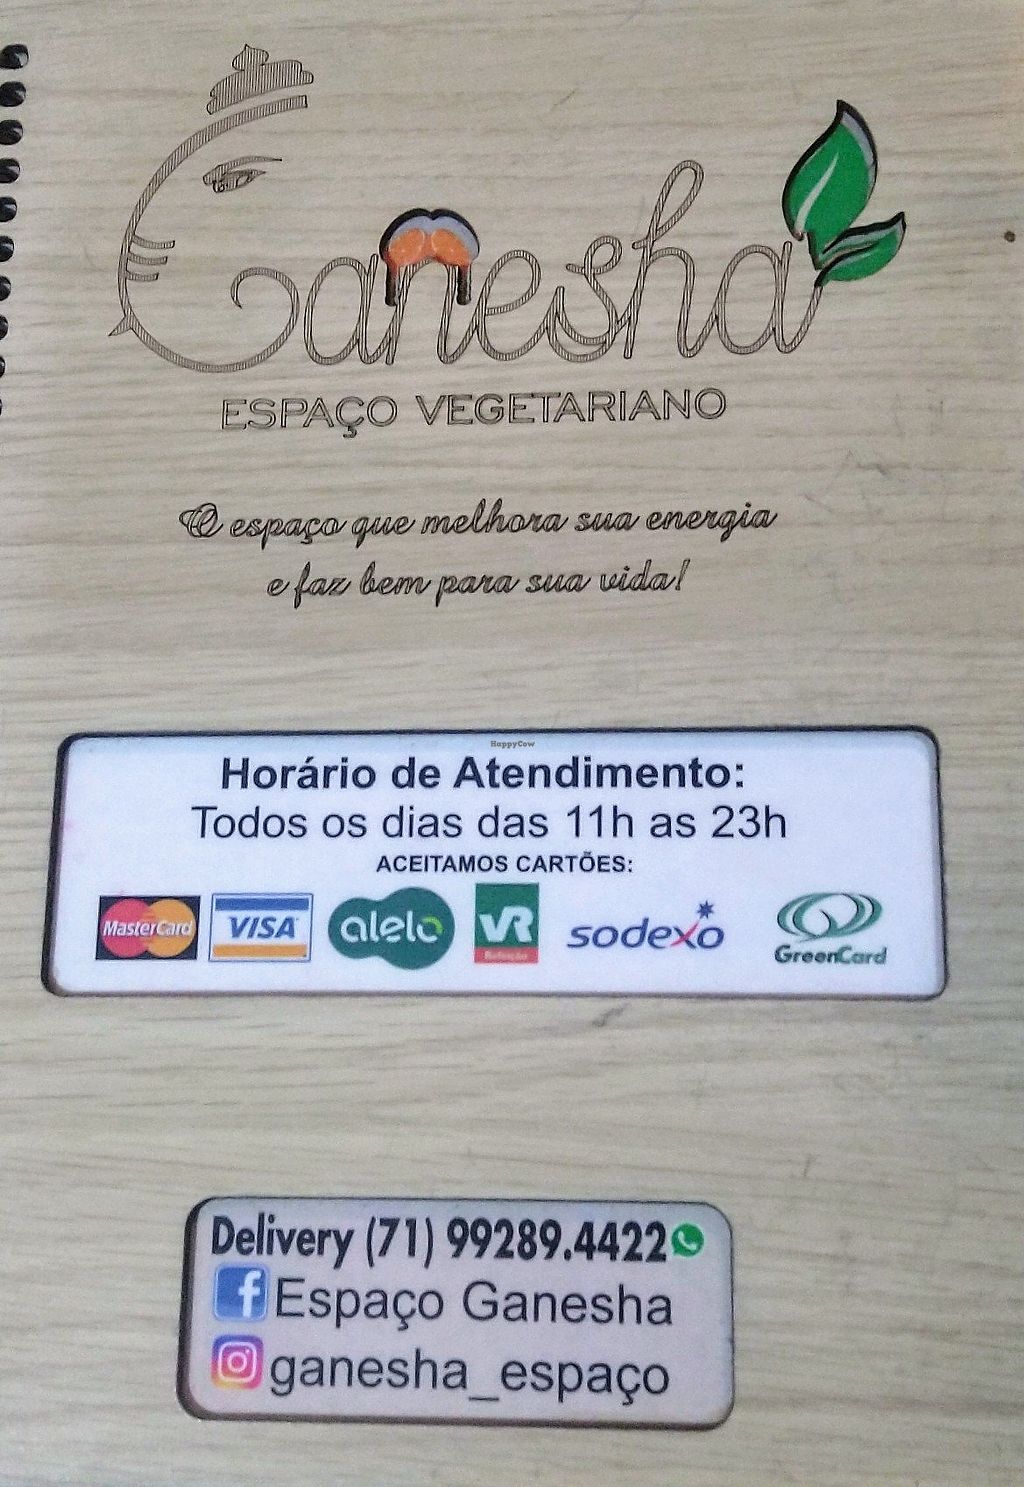 Ganesha
ESPAÇO VEGETARIANO
O espaço que melhora sua energia
e faz bem para sua vida!
HappyCow
Horário de Atendimento:
Todos os dias das 11h as 23h
ACEITAMOS CARTÕES:
MasterCard VISA alelo VR Refeição sodexo GreenCard
Delivery (71) 99289.4422
Espaço Ganesha
ganesha_espaço